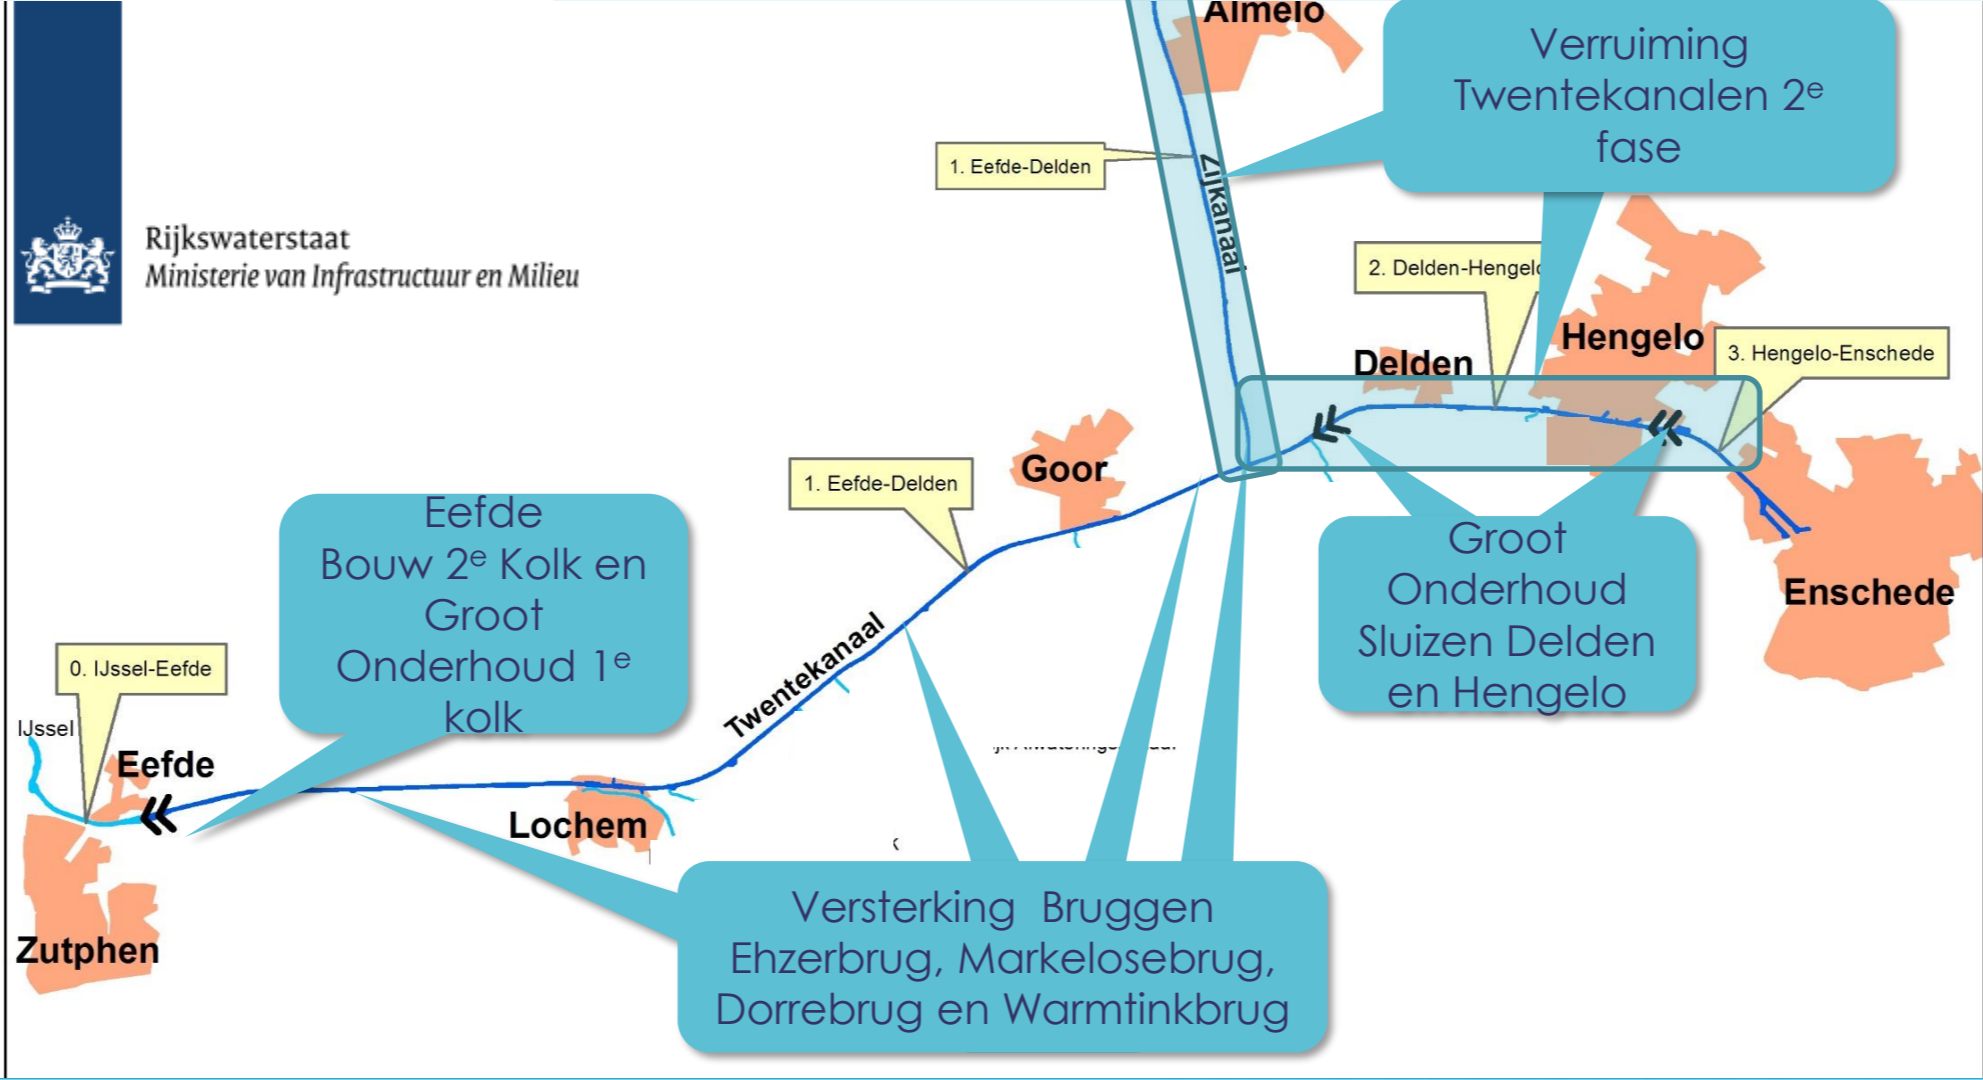 Almelo
Verruiming
Twentekanalen 2e
fase
1. Eefde-Delden
Zijkanaal
Rijkswaterstaat
Ministerie van Infrastructuur en Milieu
2. Delden-Hengelo
Hengelo
3. Hengelo-Enschede
Delden
Goor
1. Eefde-Delden
Eefde
Bouw 2e Kolk en
Groot
Onderhoud 1e
kolk
Groot
Onderhoud
Sluizen Delden
en Hengelo
Enschede
Twentekanaal
0. IJssel-Eefde
IJssel
Eefde
Lochem
Zutphen
Versterking Bruggen
Ehzerbrug, Markelosebrug,
Dorrebrug en Warmtinkbrug